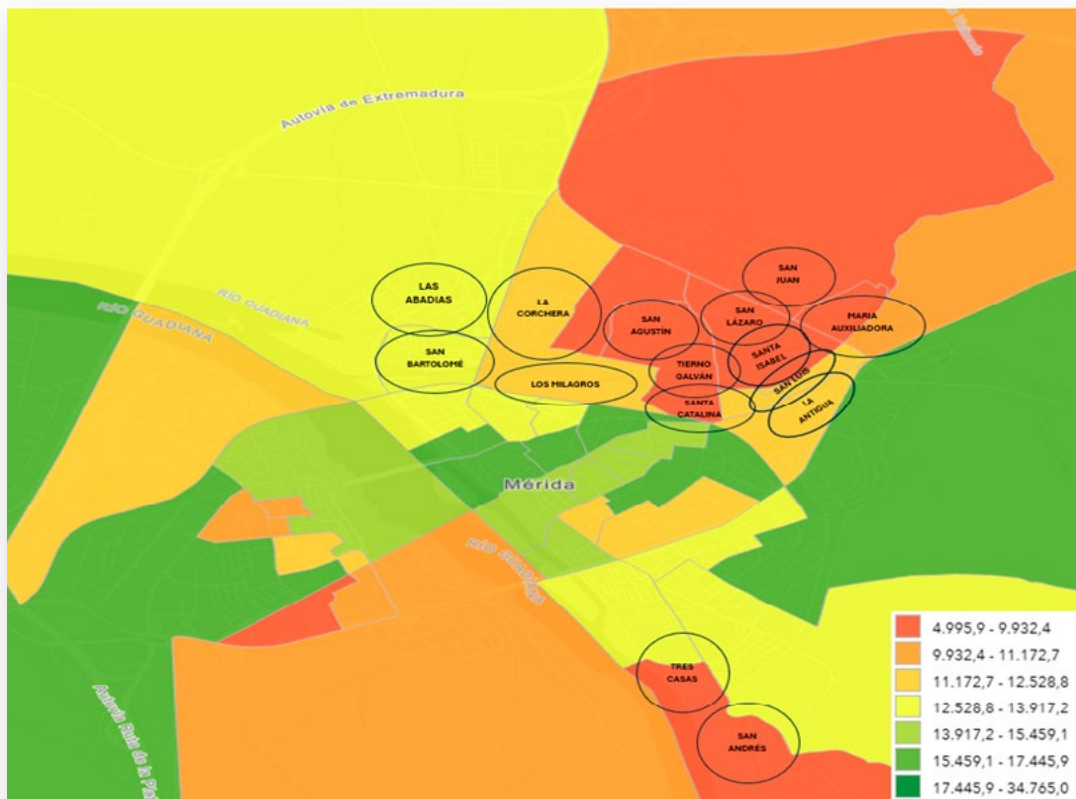 Autovía de Extremadura
RÍO GUADIANA
RÍO GUADIANA
LAS
ABADIAS
LA
CORCHERA
SAN
JUAN
SAN
AGUSTÍN
SAN
LÁZARO
MARIA
AUXILIADORA
SAN
BARTOLOMÉ
SANTA
ISABEL
TIERNO
GALVÁN
LOS MILAGROS
SAN LUIS
SANTA
CATALINA
LA
ANTIGUA
Mérida
RÍO GUADIANA
TRES
CASAS
SAN
ANDRÉS
Autovía Ruta de la Plat
4.995,9 - 9.932,4
9.932,4 - 11.172,7
11.172,7 - 12.528,8
12.528,8 - 13.917,2
13.917,2 - 15.459,1
15.459,1 - 17.445,9
17.445,9 - 34.765,0